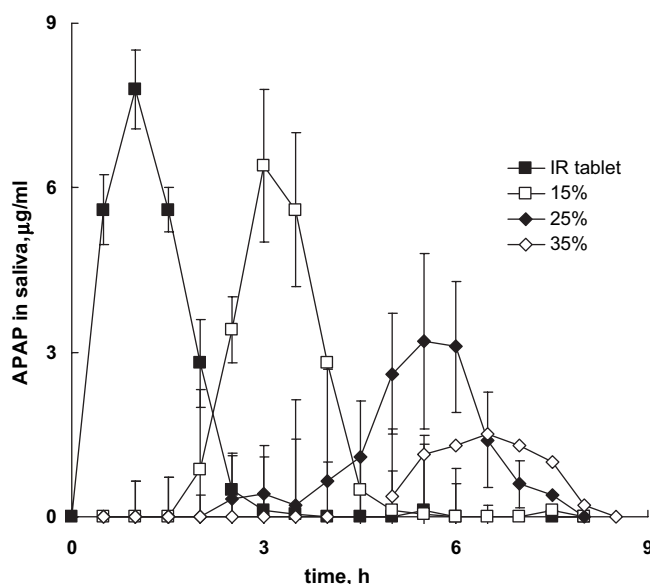 9
6
3
0
APAP in saliva,µg/ml
IR tablet
15%
25%
35%
0 3 6 9
time, h